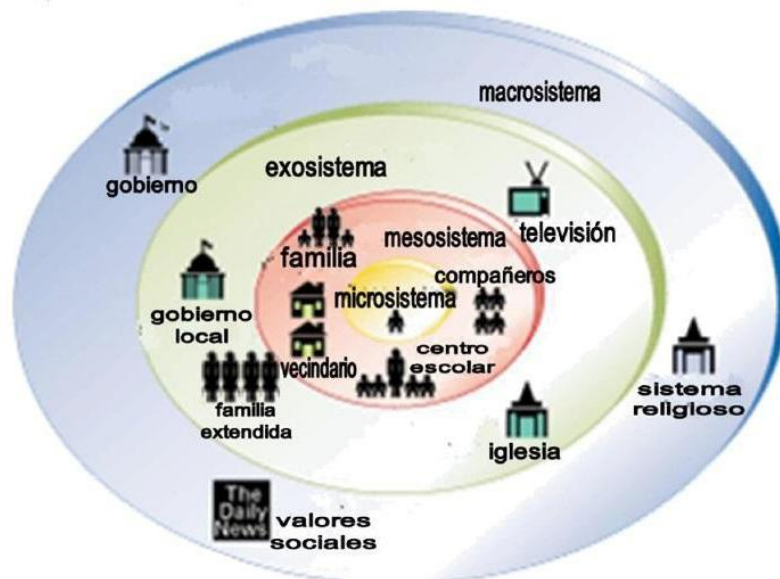 macrosistema
gobierno
exosistema
televisión
familia
mesosistema
compañeros
microsistema
gobierno
local
centro
escolar
vecindario
familia
extendida
iglesia
sistema
religioso
The
Daily
News
valores
sociales